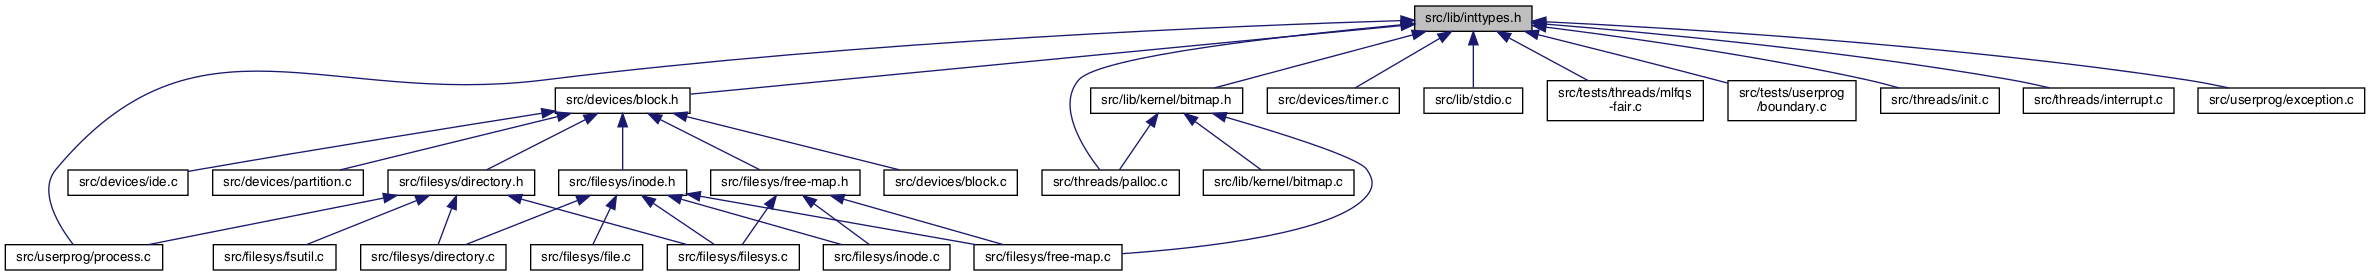 src/lib/inttypes.h
src/devices/block.h
src/lib/kernel/bitmap.h
src/devices/timer.c
src/lib/stdio.c
src/tests/threads/mlfqs
-fair.c
src/tests/userprog
/boundary.c
src/threads/init.c
src/threads/interrupt.c
src/userprog/exception.c
src/devices/ide.c
src/devices/partition.c
src/filesys/directory.h
src/filesys/inode.h
src/filesys/free-map.h
src/devices/block.c
src/threads/palloc.c
src/lib/kernel/bitmap.c
src/userprog/process.c
src/filesys/fsutil.c
src/filesys/directory.c
src/filesys/file.c
src/filesys/filesys.c
src/filesys/inode.c
src/filesys/free-map.c